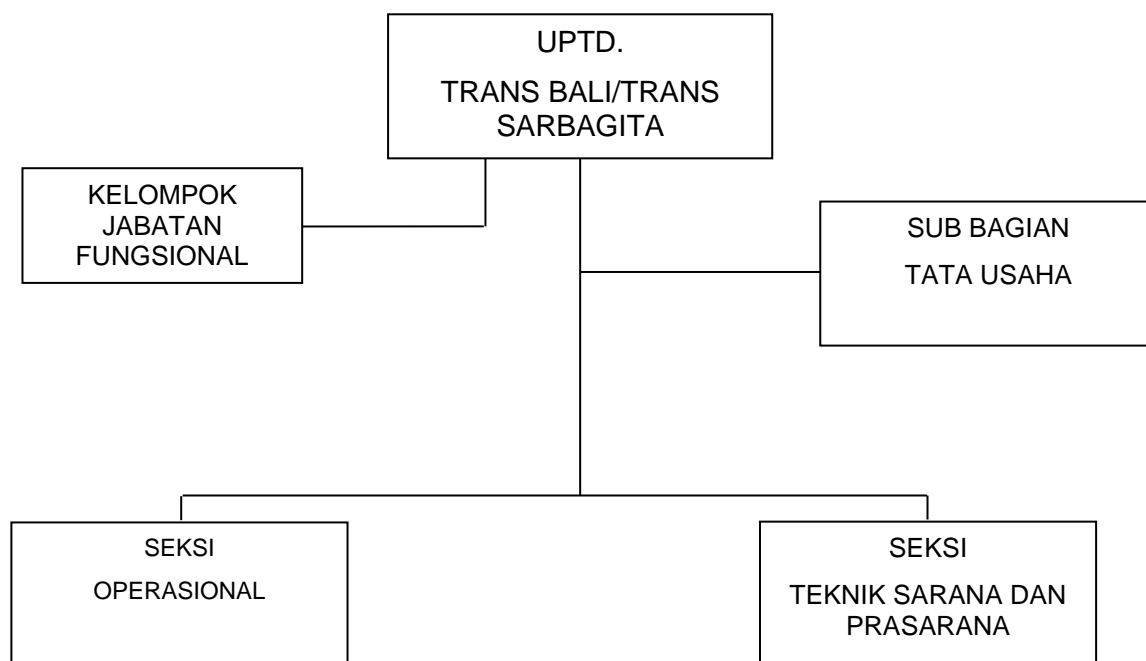 UPTD.
TRANS BALI/TRANS
SARBAGITA
KELOMPOK
JABATAN
FUNGSIONAL
SUB BAGIAN
TATA USAHA
SEKSI
OPERASIONAL
SEKSI
TEKNIK SARANA DAN
PRASARANA